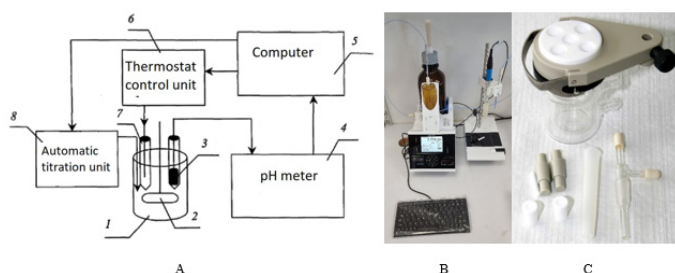 6
Computer
5
Thermostat
control unit
8
7
4
Automatic
titration unit
3
pH meter
1
2
A
B
C